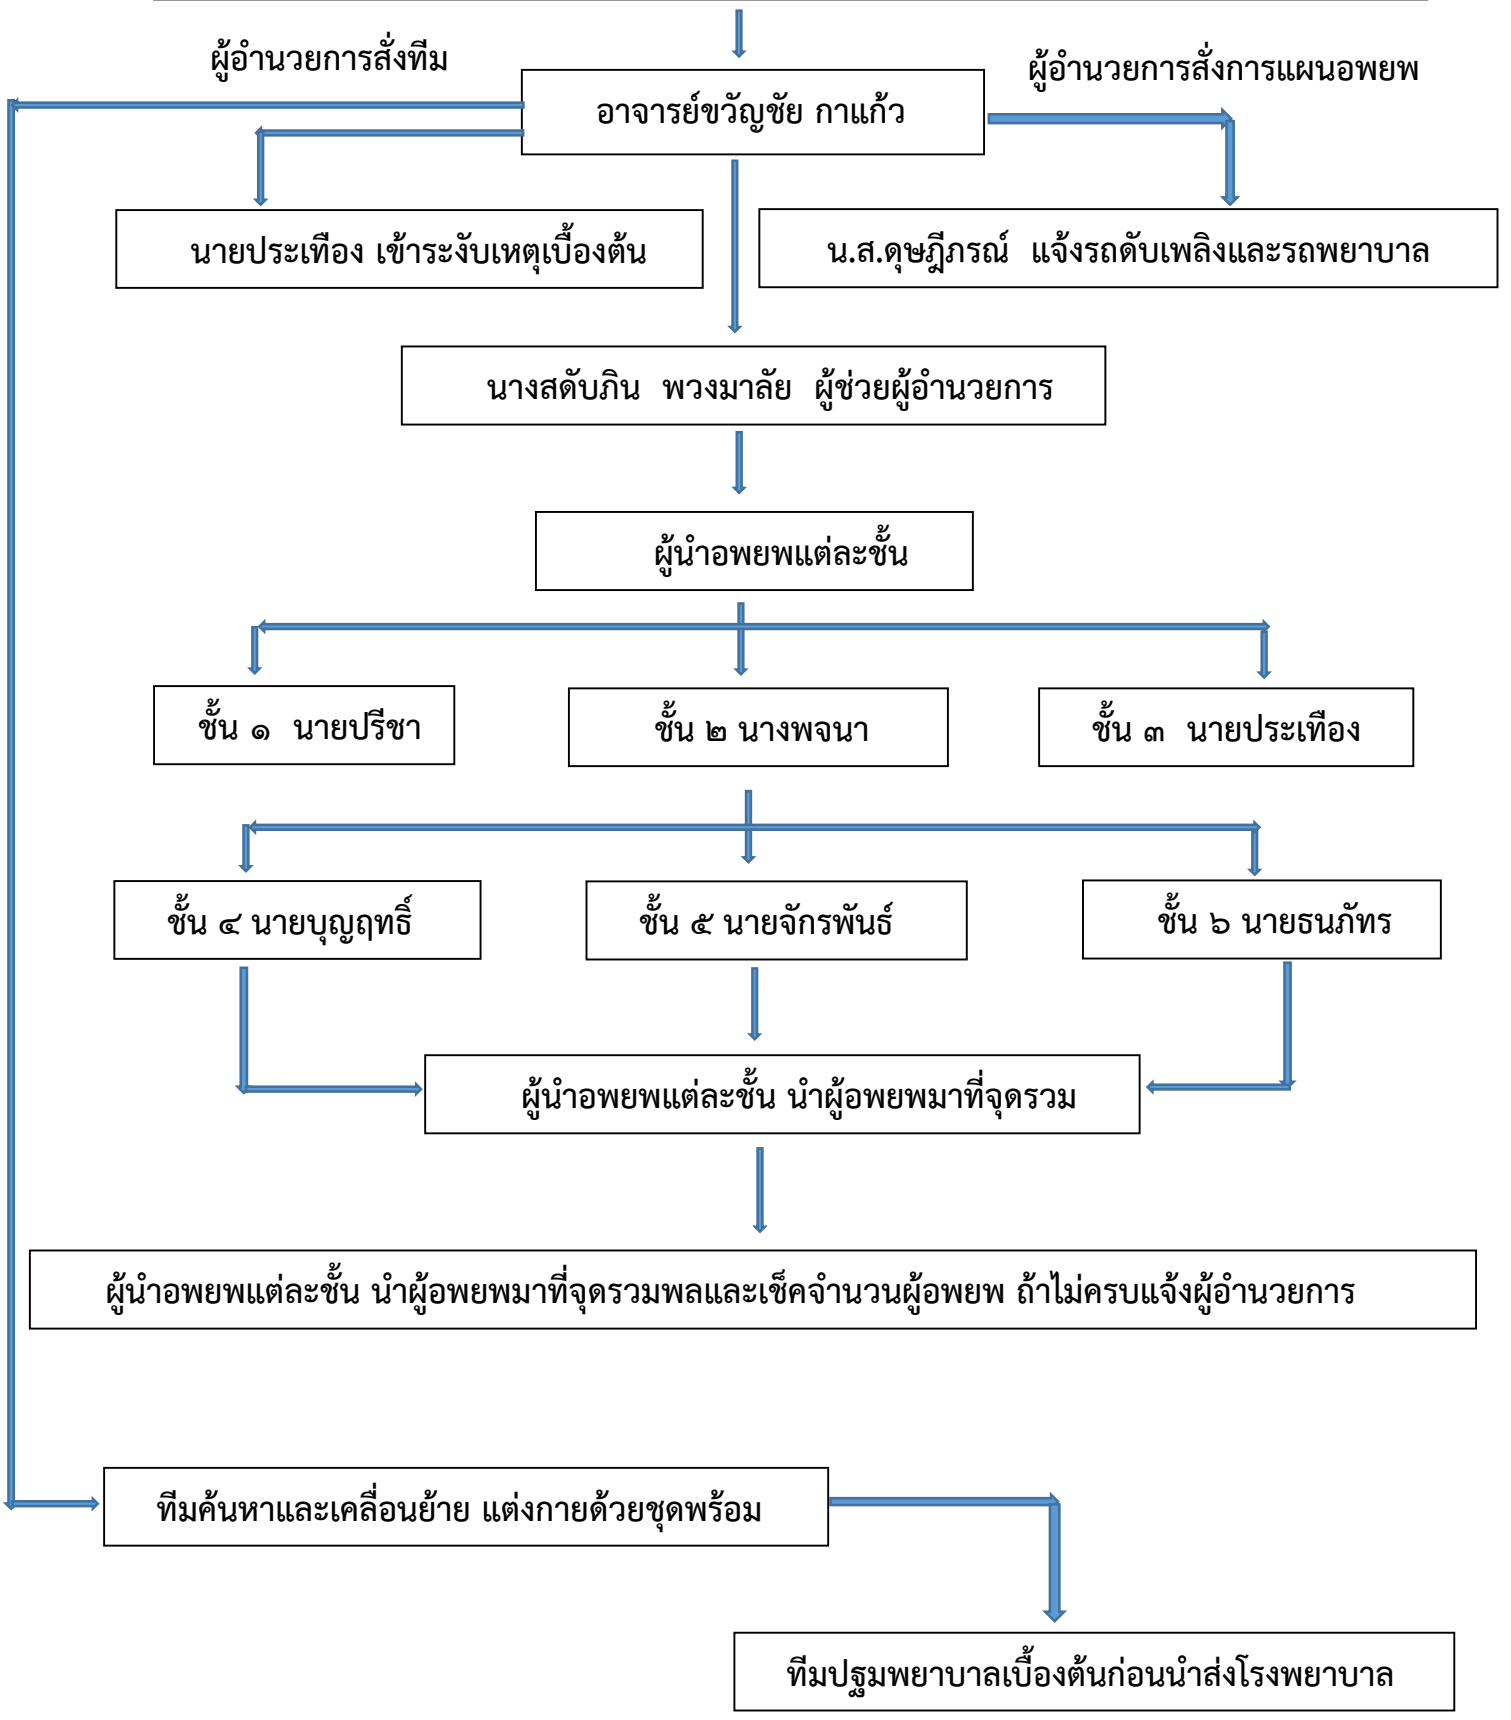 ผู้อำนวยการสั่งทีม
ผู้อำนวยการสั่งการแผนอพยพ
อาจารย์ขวัญชัย กาแก้ว
นายประเทือง เข้าระงับเหตุเบื้องต้น
น.ส.ดุษฎีภรณ์ แจ้งรถดับเพลิงและรถพยาบาล
นางสดับภิน พวงมาลัย ผู้ช่วยผู้อำนวยการ
ผู้นำอพยพแต่ละชั้น
ชั้น ๑ นายปรีชา
ชั้น ๒ นางพจนา
ชั้น ๓ นายประเทือง
ชั้น ๔ นายบุญฤทธิ์
ชั้น ๕ นายจักรพันธ์
ชั้น ๖ นายธนภัทร
ผู้นำอพยพแต่ละชั้น นำผู้อพยพมาที่จุดรวม
ผู้นำอพยพแต่ละชั้น นำผู้อพยพมาที่จุดรวมพลและเช็คจำนวนผู้อพยพ ถ้าไม่ครบแจ้งผู้อำนวยการ
ทีมค้นหาและเคลื่อนย้าย แต่งกายด้วยชุดพร้อม
ทีมปฐมพยาบาลเบื้องต้นก่อนนำส่งโรงพยาบาล